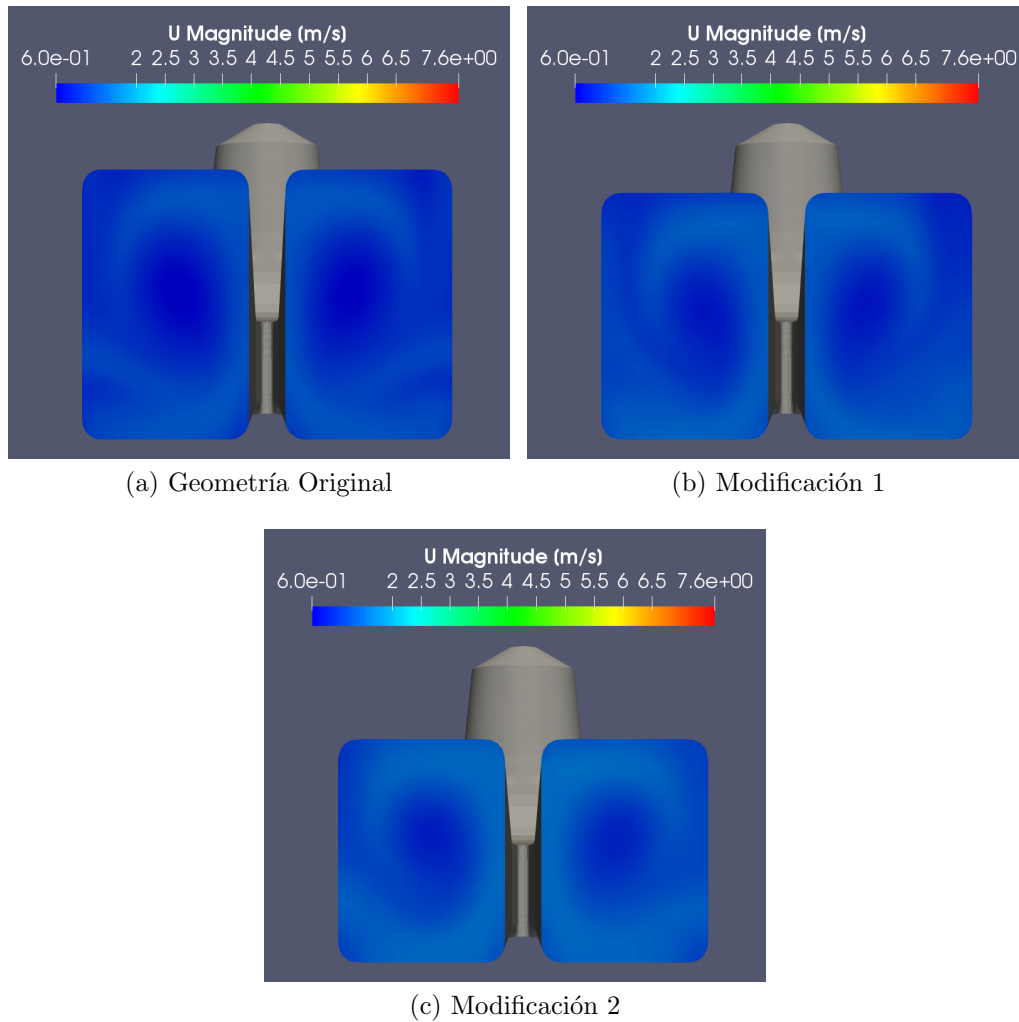 U Magnitude (m/s)
6.0e-01 2 2.5 3 3.5 4 4.5 5 5.5 6 6.5 7.6e+00
(a) Geometría Original
U Magnitude (m/s)
6.0e-01 2 2.5 3 3.5 4 4.5 5 5.5 6 6.5 7.6e+00
(b) Modificación 1
U Magnitude (m/s)
6.0e-01 2 2.5 3 3.5 4 4.5 5 5.5 6 6.5 7.6e+00
(c) Modificación 2